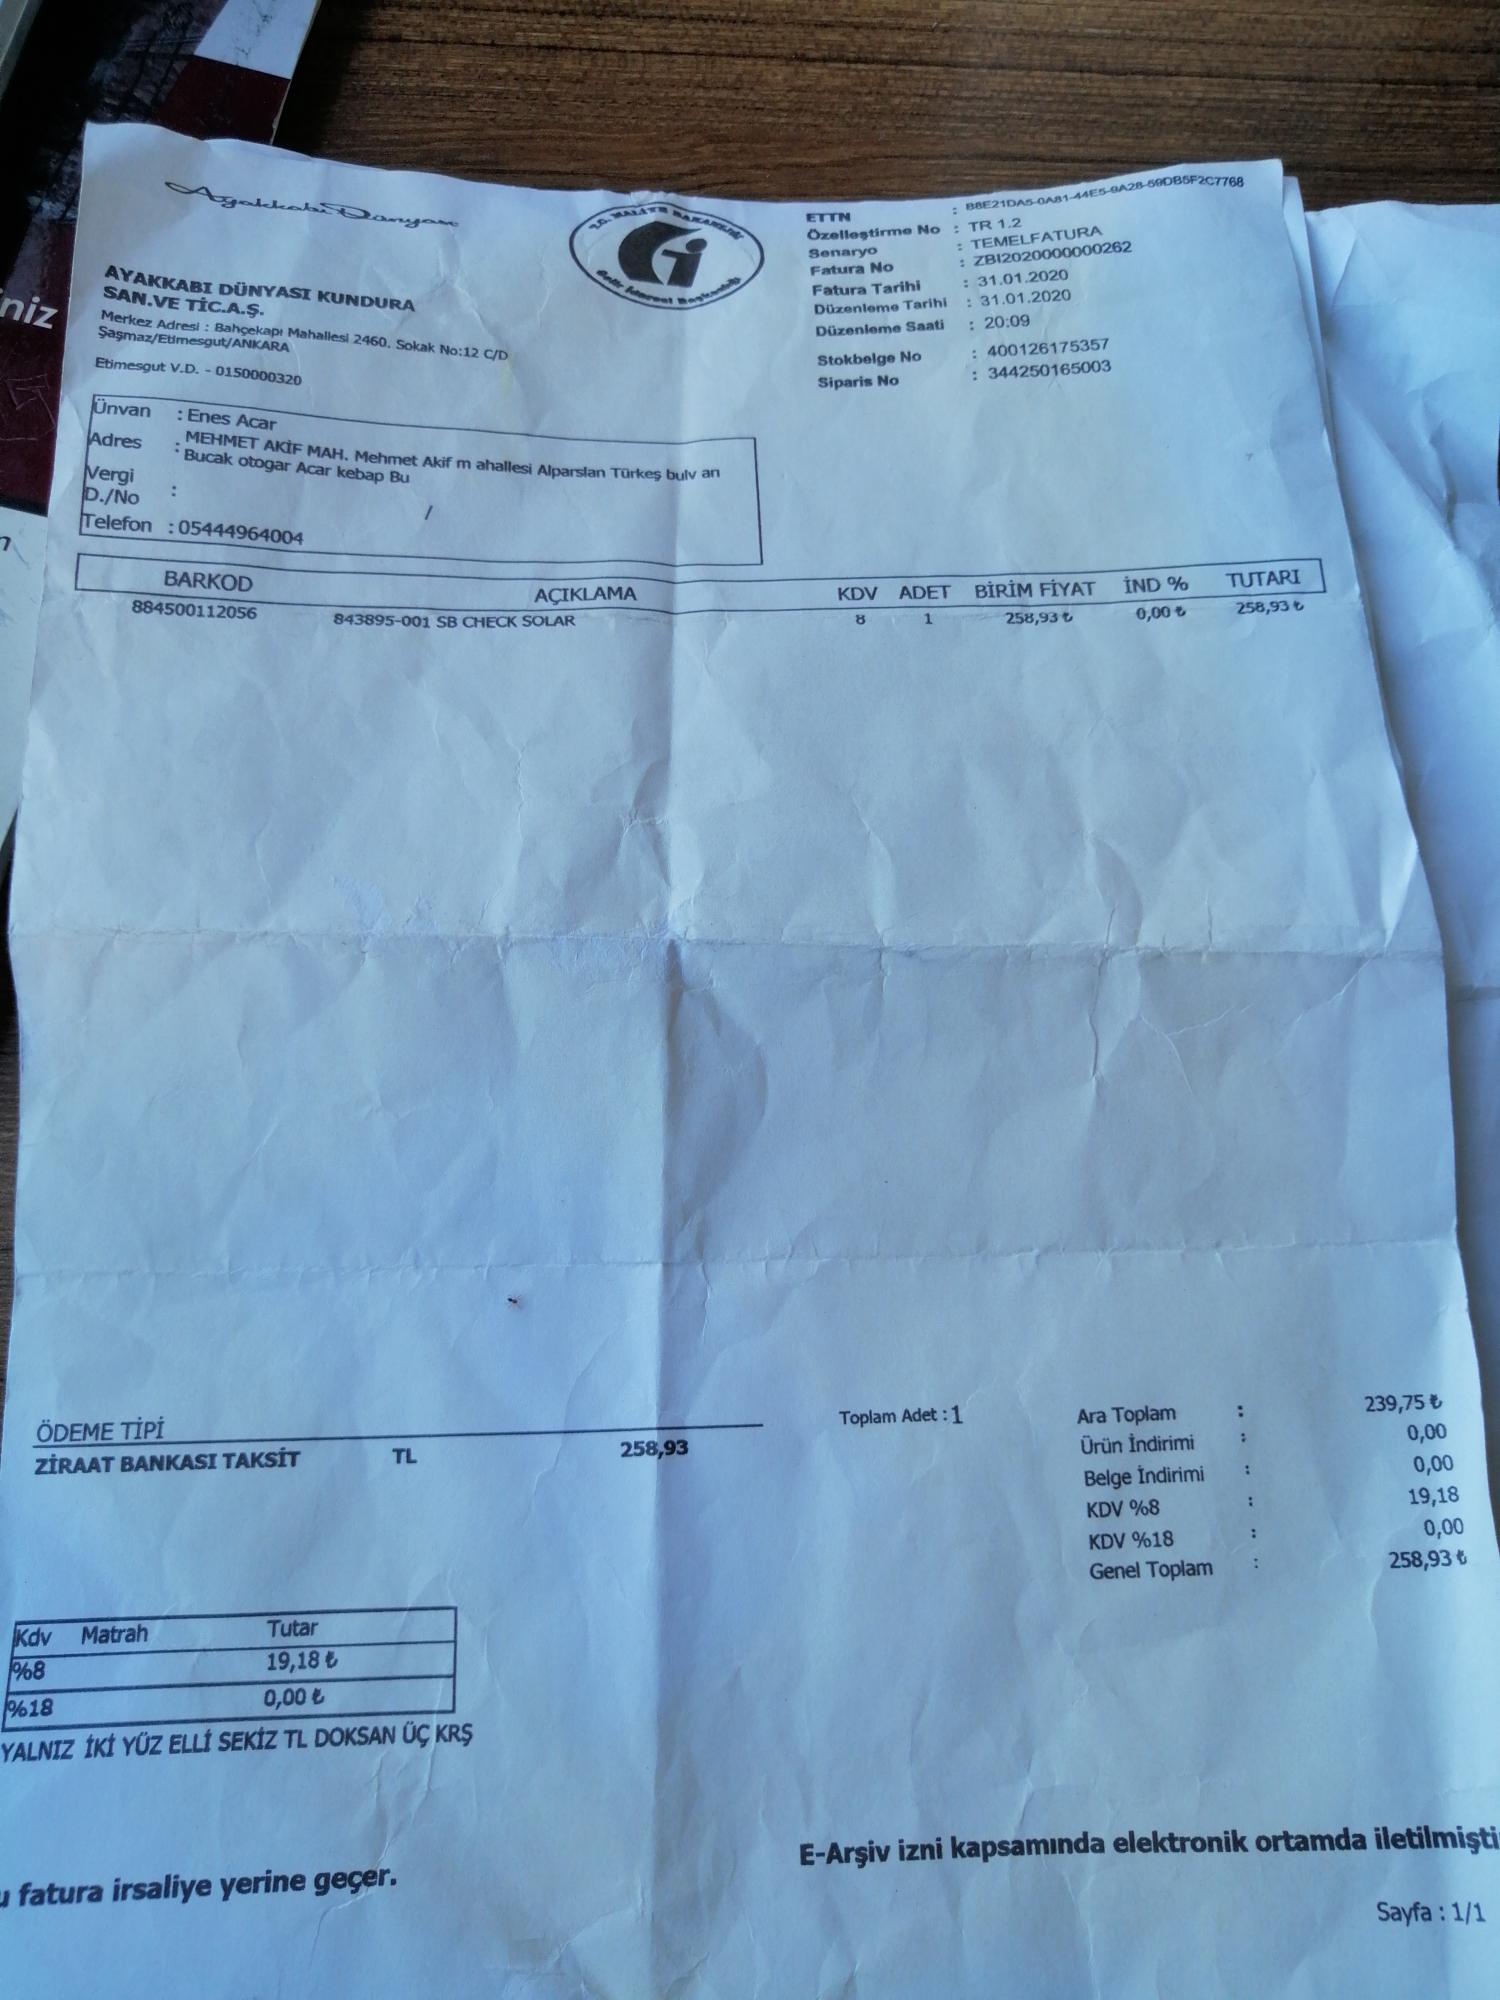 Ayakkabı Dünyası
T.C. MALİYE BAKANLIĞI
Gelir İdaresi Başkanlığı
ETTN : B8E21DA5-0A81-44E5-9A28-59DB5F2C7768
Özelleştirme No : TR 1.2
Senaryo : TEMELFATURA
Fatura No : ZBI2020000000262
Fatura Tarihi : 31.01.2020
Düzenleme Tarihi : 31.01.2020
Düzenleme Saati : 20:09
Stokbelge No : 400126175357
Siparis No : 344250165003
AYAKKABI DÜNYASI KUNDURA
SAN.VE TİC.A.Ş.
Merkez Adresi : Bahçekapı Mahallesi 2460. Sokak No:12 C/D
Şaşmaz/Etimesgut/ANKARA
Etimesgut V.D. - 0150000320
Ünvan : Enes Acar
Adres : MEHMET AKİF MAH. Mehmet Akif m ahallesi Alparslan Türkeş bulv arı
Bucak otogar Acar kebap Bu
Vergi
D./No : /
Telefon : 05444964004
BARKOD AÇIKLAMA KDV ADET BİRİM FİYAT İND % TUTARI
884500112056 843895-001 SB CHECK SOLAR 8 1 258,93 ₺ 0,00 ₺ 258,93 ₺
ÖDEME TİPİ
ZİRAAT BANKASI TAKSİT TL 258,93
Toplam Adet : 1
Ara Toplam : 239,75 ₺
Ürün İndirimi : 0,00
Belge İndirimi : 0,00
KDV %8 : 19,18
KDV %18 : 0,00
Genel Toplam : 258,93 ₺
Kdv Matrah Tutar
%8 19,18 ₺
%18 0,00 ₺
YALNIZ İKİ YÜZ ELLİ SEKİZ TL DOKSAN ÜÇ KRŞ
E-Arşiv izni kapsamında elektronik ortamda iletilmişti
u fatura irsaliye yerine geçer.
Sayfa : 1/1
niz